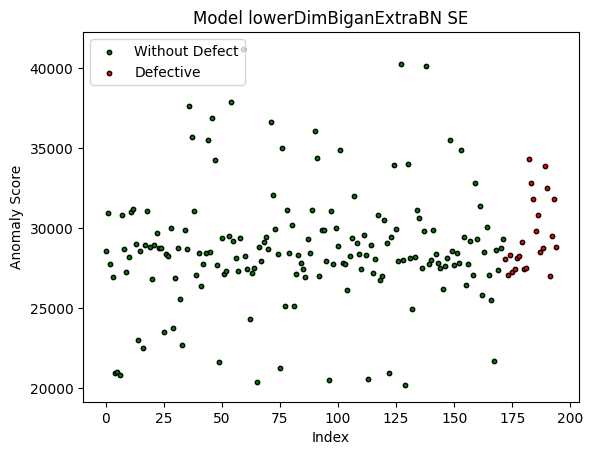 Model lowerDimBiganExtraBN SE
Without Defect
Defective
Anomaly Score
40000
35000
30000
25000
20000
0 25 50 75 100 125 150 175 200
Index